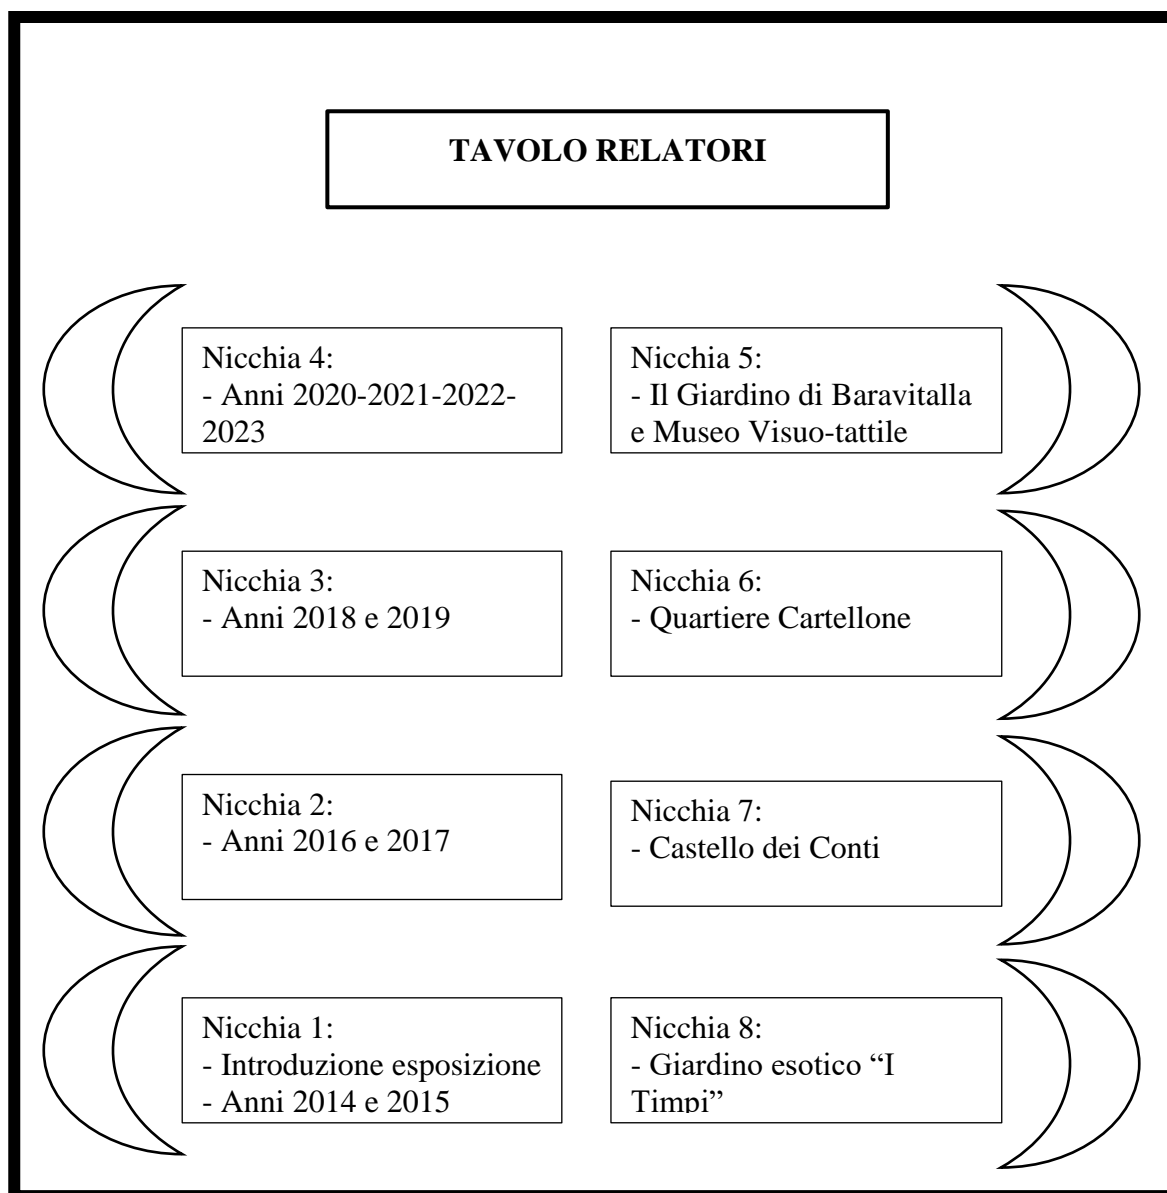 TAVOLO RELATORI
Nicchia 4:
- Anni 2020-2021-2022-
2023
Nicchia 5:
- Il Giardino di Baravitalla
e Museo Visuo-tattile
Nicchia 3:
- Anni 2018 e 2019
Nicchia 6:
- Quartiere Cartellone
Nicchia 2:
- Anni 2016 e 2017
Nicchia 7:
- Castello dei Conti
Nicchia 1:
- Introduzione esposizione
- Anni 2014 e 2015
Nicchia 8:
- Giardino esotico “I
Timpi”